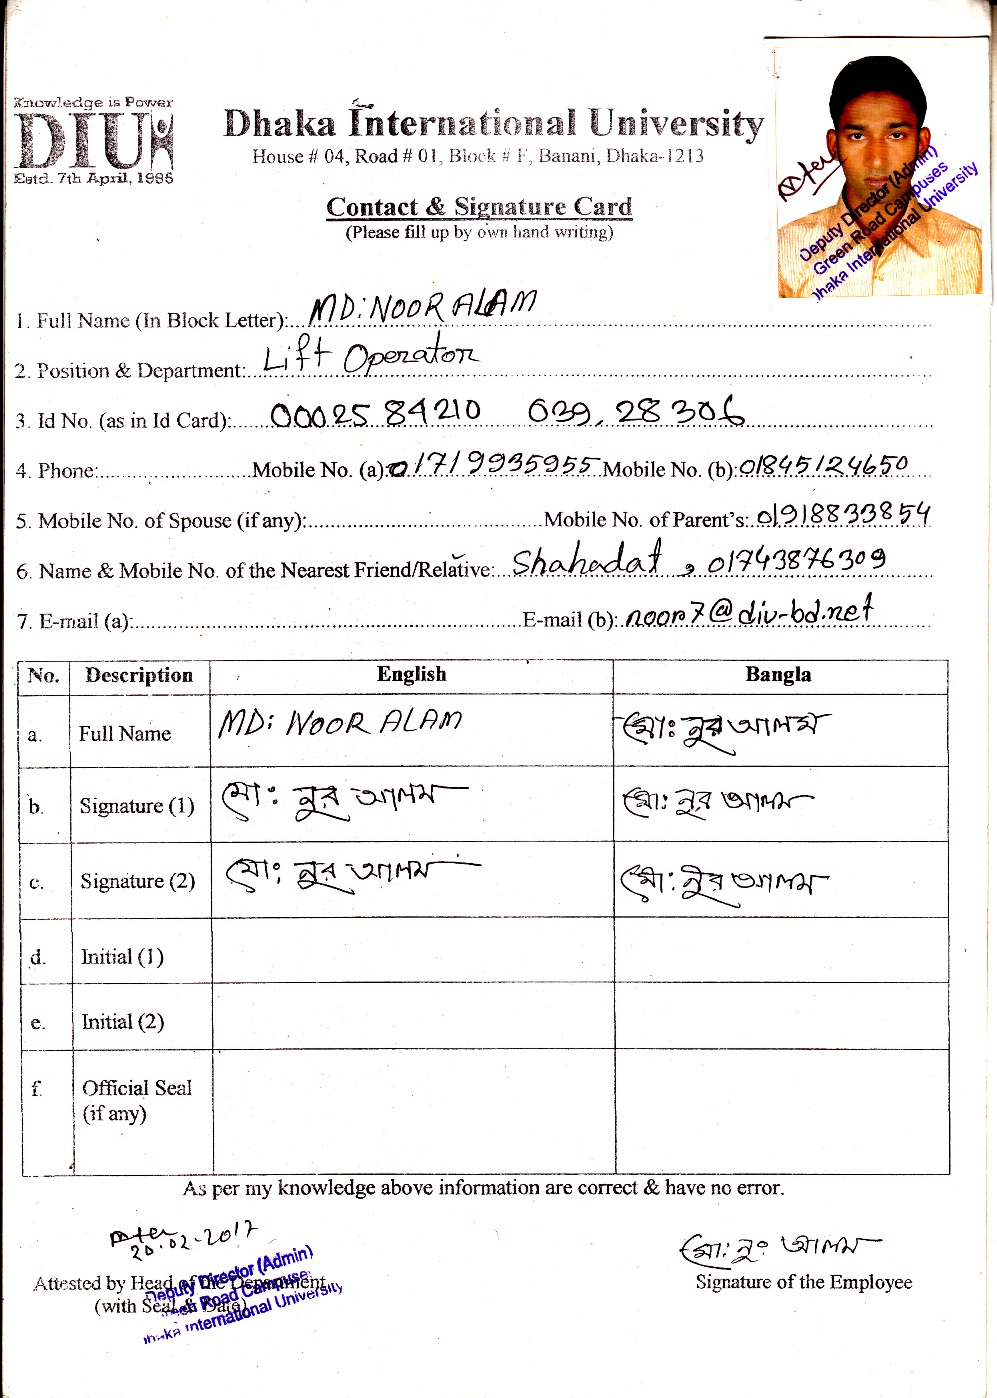 Knowledge is Power
DIU
Estd. 7th April, 1995
Dhaka International University
House # 04, Road # 01, Block # F, Banani, Dhaka-1213
Contact & Signature Card
(Please fill up by own hand writing)
Deputy Director (Admin)
Green Road Campuses
Dhaka International University
1. Full Name (In Block Letter):..MD: NOOR ALAM
2. Position & Department:..Lift Operator
3. Id No. (as in Id Card):..0002584210 039, 28306
4. Phone:.......Mobile No. (a):01719935955 Mobile No. (b):01845124650
5. Mobile No. of Spouse (if any):.......Mobile No. of Parent's:..01918833854
6. Name & Mobile No. of the Nearest Friend/Relative:..Shahadat, 01743876309
7. E-mail (a):.......E-mail (b):..noor7@diu-bd.net
No. Description English Bangla
a. Full Name MD: NOOR ALAM মো: নুর আলম
b. Signature (1) মো: নুর আলম মো: নুর আলম
c. Signature (2) মো: নুর আলম মো: নুর আলম
d. Initial (1)
e. Initial (2)
f. Official Seal
(if any)
As per my knowledge above information are correct & have no error.
20.02.2017
মো: নুর আলম
Attested by Head of the Department
(with Seal & Date)
Signature of the Employee
Deputy Director (Admin)
Green Road Campuses
Dhaka International University